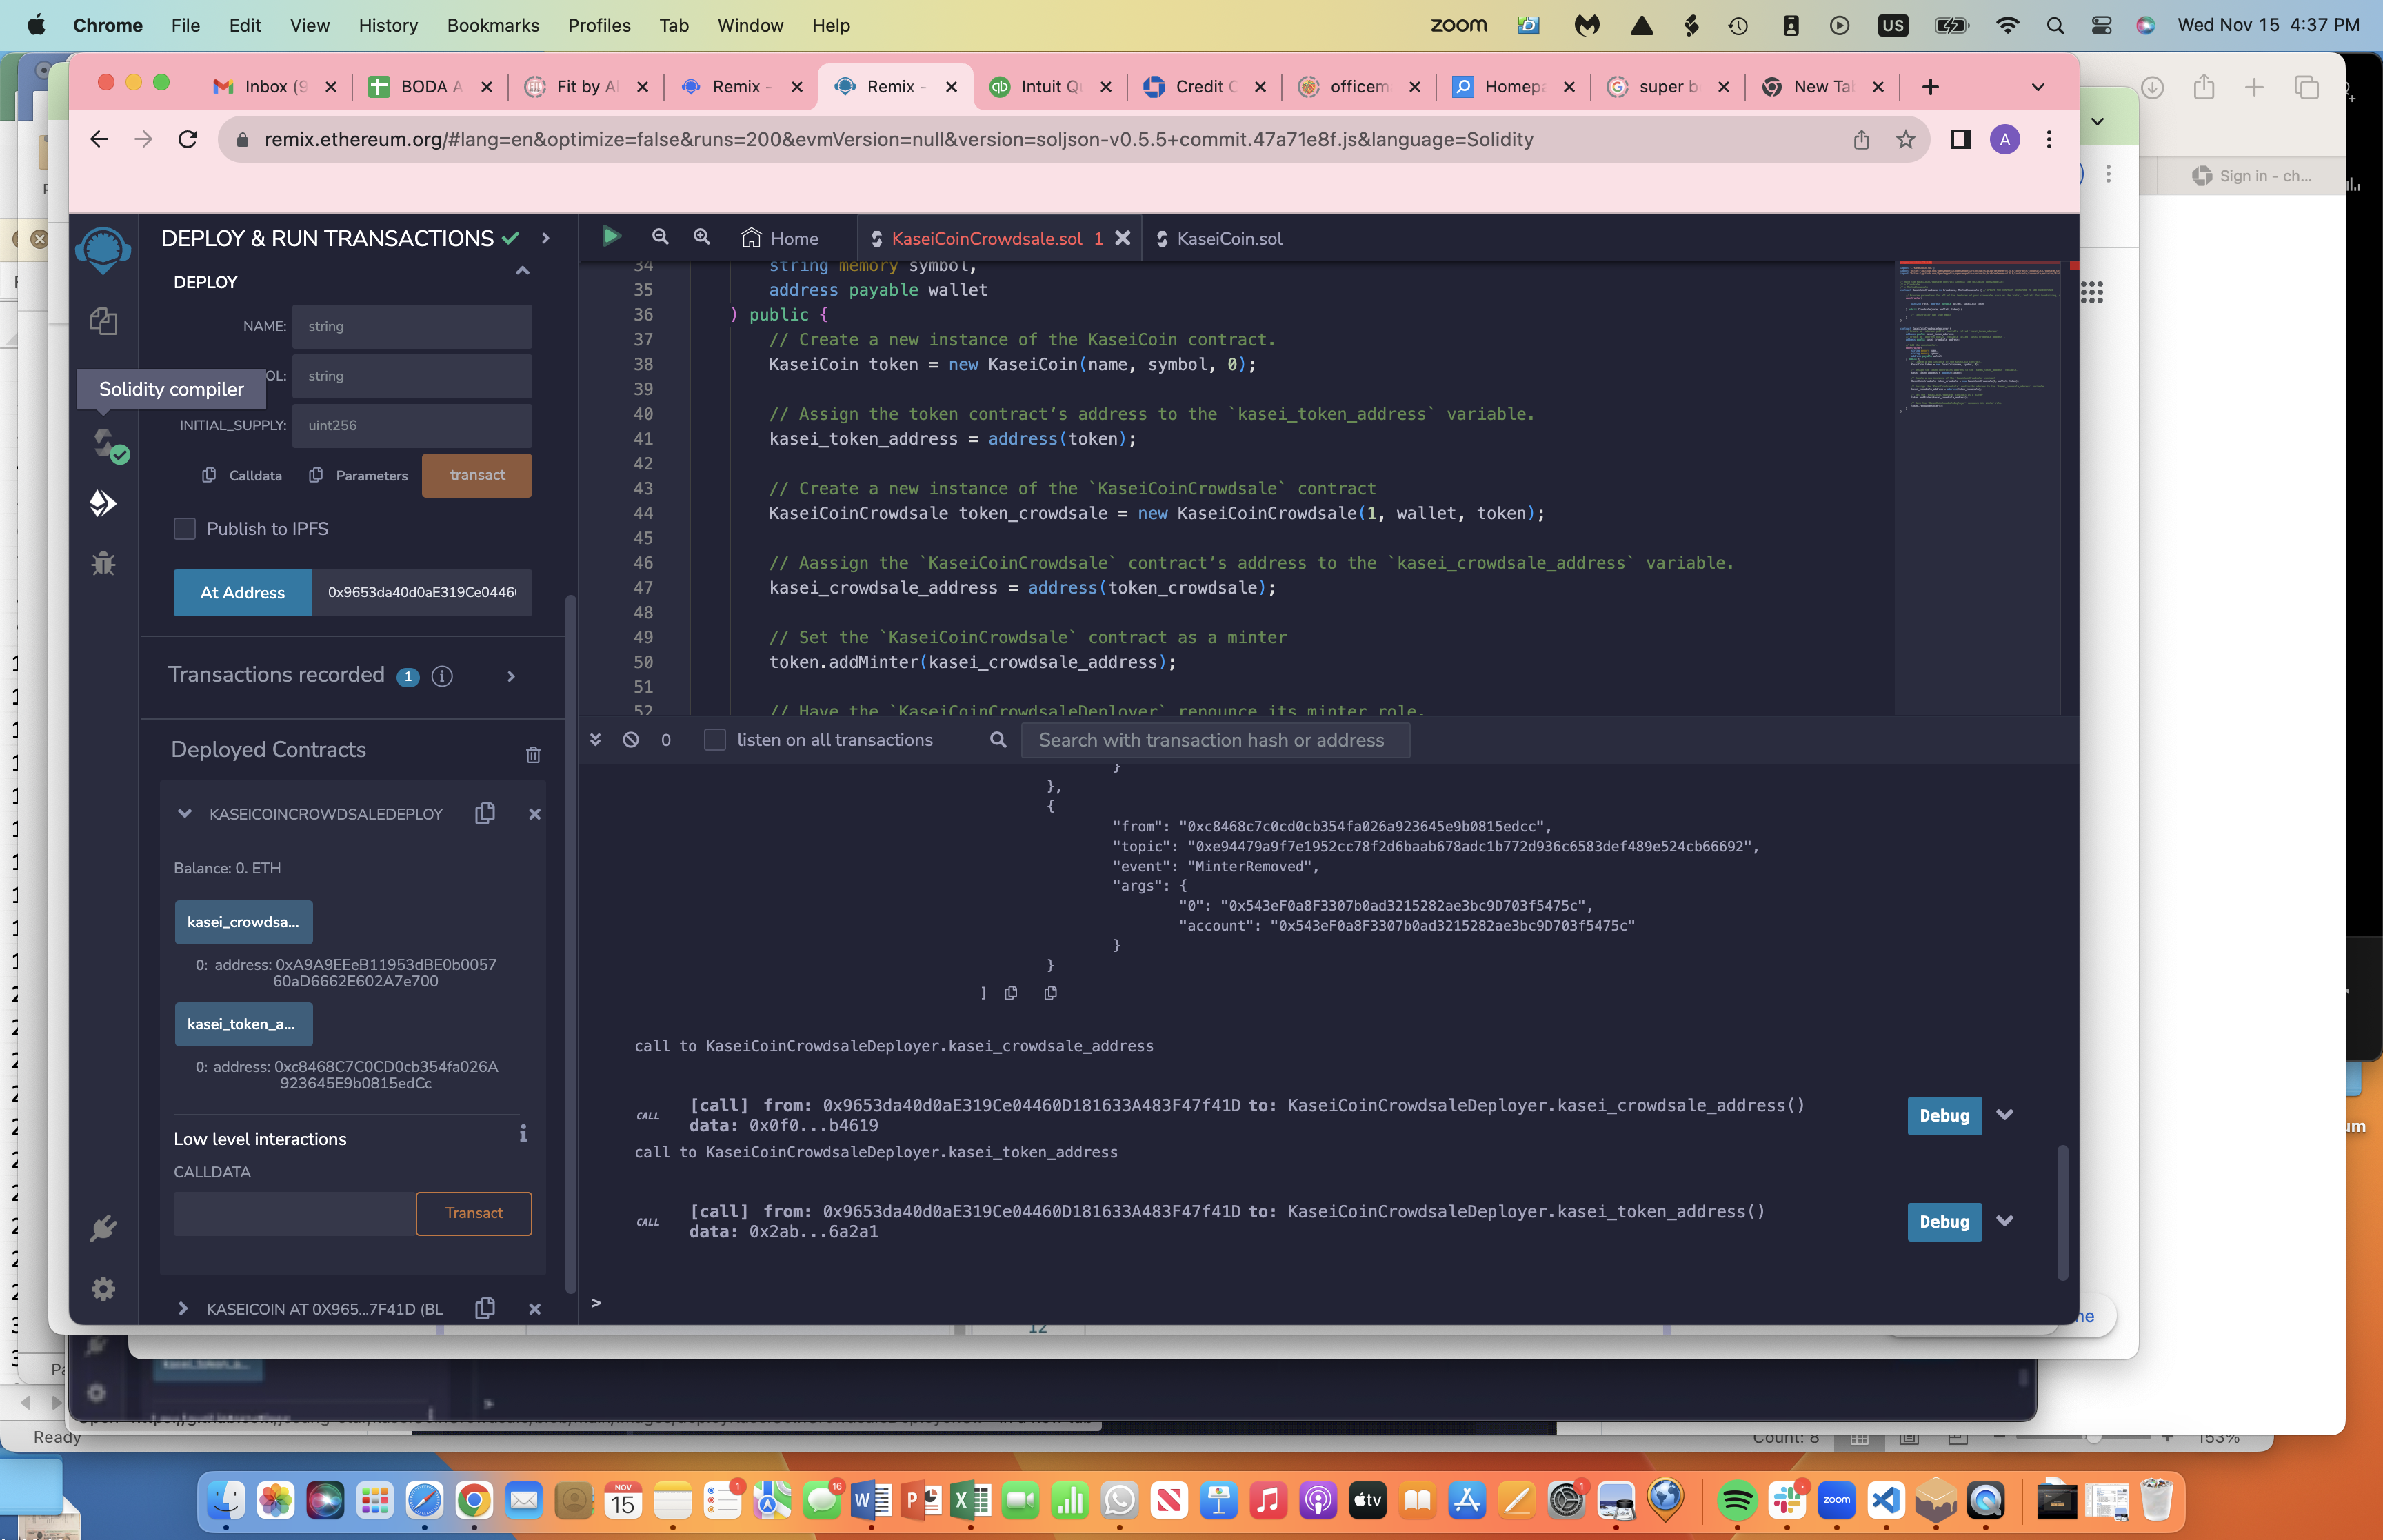 Chrome File Edit View History Bookmarks Profiles Tab Window Help
zoom US Wed Nov 15 4:37 PM
Inbox (9 BODA A Fit by A Remix - Remix - Intuit Qu Credit C officem Homepa super b New Ta
remix.ethereum.org/#lang=en&optimize=false&runs=200&evmVersion=null&version=soljson-v0.5.5+commit.47a71e8f.js&language=Solidity
A
Sign in - ch...
DEPLOY & RUN TRANSACTIONS
DEPLOY
NAME: string
OL: string
Solidity compiler
INITIAL_SUPPLY: uint256
Calldata Parameters transact
Publish to IPFS
At Address 0x9653da40d0aE319Ce0446
Transactions recorded 1 i
Deployed Contracts
KASEICOINCROWDSALEDEPLOY
Balance: 0. ETH
kasei_crowdsa...
0: address: 0xA9A9EEeB11953dBE0b0057
60aD6662E602A7e700
kasei_token_a...
0: address: 0xc8468C7C0CD0cb354fa026A
923645E9b0815edCc
Low level interactions i
CALLDATA
Transact
KASEICOIN AT 0X965...7F41D (BL
Home KaseiCoinCrowdsale.sol 1 KaseiCoin.sol
34 string memory symbol,
35 address payable wallet
36 ) public {
37 // Create a new instance of the KaseiCoin contract.
38 KaseiCoin token = new KaseiCoin(name, symbol, 0);
39
40 // Assign the token contract’s address to the `kasei_token_address` variable.
41 kasei_token_address = address(token);
42
43 // Create a new instance of the `KaseiCoinCrowdsale` contract
44 KaseiCoinCrowdsale token_crowdsale = new KaseiCoinCrowdsale(1, wallet, token);
45
46 // Aassign the `KaseiCoinCrowdsale` contract’s address to the `kasei_crowdsale_address` variable.
47 kasei_crowdsale_address = address(token_crowdsale);
48
49 // Set the `KaseiCoinCrowdsale` contract as a minter
50 token.addMinter(kasei_crowdsale_address);
51
52 // Have the `KaseiCoinCrowdsaleDeployer` renounce its minter role.
0 listen on all transactions Search with transaction hash or address
}
},
{
"from": "0xc8468c7c0cd0cb354fa026a923645e9b0815edcc",
"topic": "0xe94479a9f7e1952cc78f2d6baab678adc1b772d936c6583def489e524cb66692",
"event": "MinterRemoved",
"args": {
"0": "0x543eF0a8F3307b0ad3215282ae3bc9D703f5475c",
"account": "0x543eF0a8F3307b0ad3215282ae3bc9D703f5475c"
}
}
]
call to KaseiCoinCrowdsaleDeployer.kasei_crowdsale_address
CALL [call] from: 0x9653da40d0aE319Ce04460D181633A483F47f41D to: KaseiCoinCrowdsaleDeployer.kasei_crowdsale_address()
data: 0x0f0...b4619
Debug
call to KaseiCoinCrowdsaleDeployer.kasei_token_address
CALL [call] from: 0x9653da40d0aE319Ce04460D181633A483F47f41D to: KaseiCoinCrowdsaleDeployer.kasei_token_address()
data: 0x2ab...6a2a1
Debug
>
12
Ready
Count: 8 153%
NOV
15
1
16
tv
1
zoom